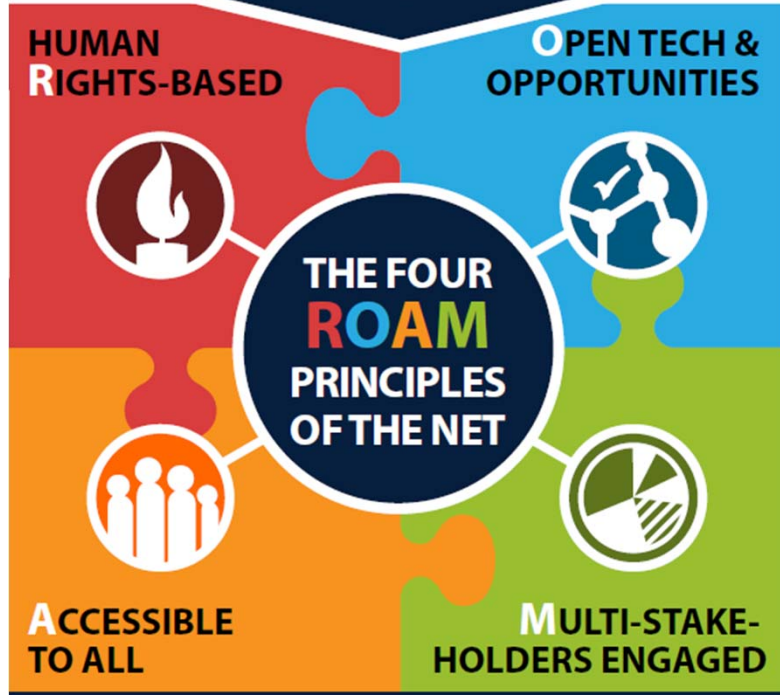 HUMAN
RIGHTS-BASED
OPEN TECH &
OPPORTUNITIES
THE FOUR
ROAM
PRINCIPLES
OF THE NET
ACCESSIBLE
TO ALL
MULTI-STAKE-
HOLDERS ENGAGED